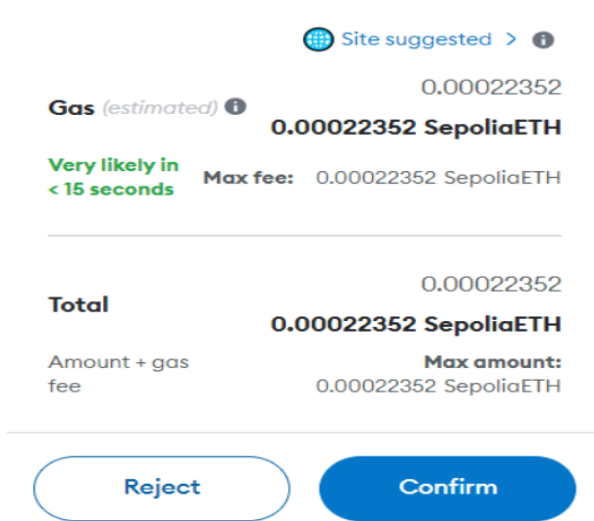 Site suggested >
0.00022352
Gas (estimated)
0.00022352 SepoliaETH
Very likely in
< 15 seconds
Max fee: 0.00022352 SepoliaETH
0.00022352
Total
0.00022352 SepoliaETH
Amount + gas
fee
Max amount:
0.00022352 SepoliaETH
Reject
Confirm